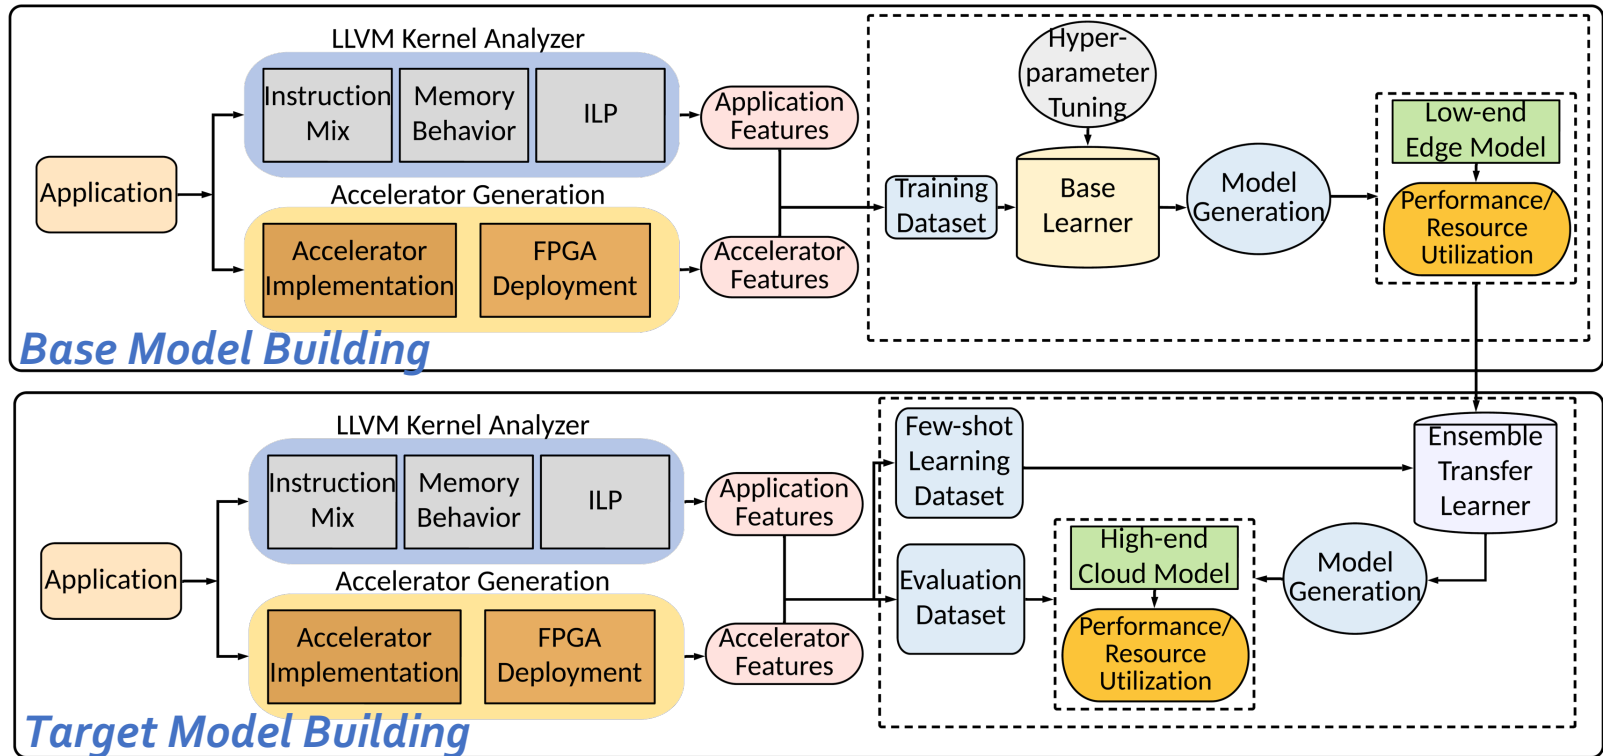 LLVM Kernel Analyzer
Instruction
Mix
Memory
Behavior
ILP
Application
Accelerator Generation
Accelerator
Implementation
FPGA
Deployment
Application
Features
Accelerator
Features
Training
Dataset
Hyper-
parameter
Tuning
Base
Learner
Model
Generation
Low-end
Edge Model
Performance/
Resource
Utilization
Base Model Building
LLVM Kernel Analyzer
Instruction
Mix
Memory
Behavior
ILP
Application
Accelerator Generation
Accelerator
Implementation
FPGA
Deployment
Application
Features
Accelerator
Features
Few-shot
Learning
Dataset
Evaluation
Dataset
High-end
Cloud Model
Performance/
Resource
Utilization
Model
Generation
Ensemble
Transfer
Learner
Target Model Building